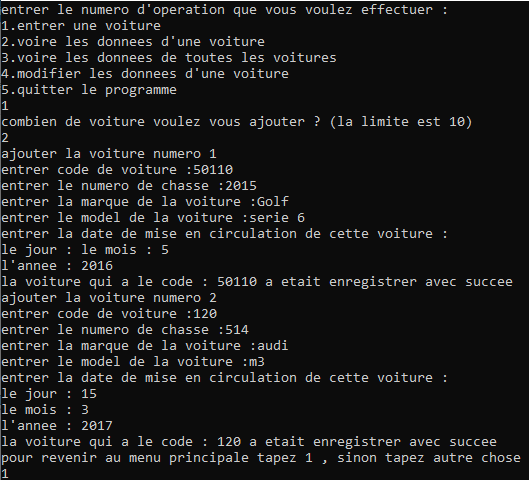 entrer le numero d'operation que vous voulez effectuer :
1.entrer une voiture
2.voire les donnees d'une voiture
3.voire les donnees de toutes les voitures
4.modifier les donnees d'une voiture
5.quitter le programme
1
combien de voiture voulez vous ajouter ? (la limite est 10)
2
ajouter la voiture numero 1
entrer code de voiture :50110
entrer le numero de chasse :2015
entrer la marque de la voiture :Golf
entrer le model de la voiture :serie 6
entrer la date de mise en circulation de cette voiture :
le jour : le mois : 5
l'annee : 2016
la voiture qui a le code : 50110 a etait enregistrer avec succee
ajouter la voiture numero 2
entrer code de voiture :120
entrer le numero de chasse :514
entrer la marque de la voiture :audi
entrer le model de la voiture :m3
entrer la date de mise en circulation de cette voiture :
le jour : 15
le mois : 3
l'annee : 2017
la voiture qui a le code : 120 a etait enregistrer avec succee
pour revenir au menu principale tapez 1 , sinon tapez autre chose
1